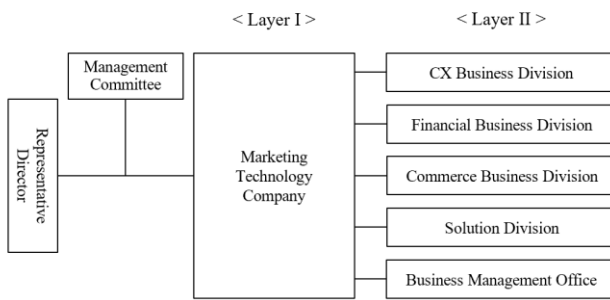 < Layer I >
< Layer II >
Management
Committee
Representative
Director
Marketing
Technology
Company
CX Business Division
Financial Business Division
Commerce Business Division
Solution Division
Business Management Office